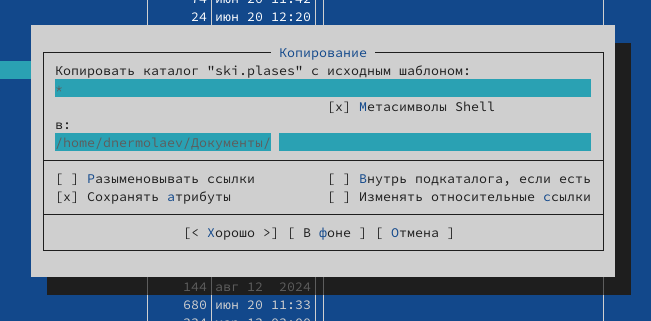 июн 20 11:42
24 июн 20 12:20
Копирование
Копировать каталог "ski.plases" с исходным шаблоном:
*
[x] Метасимволы Shell
в:
/home/dnermolaev/Документы/
[ ] Разыменовывать ссылки [ ] Внутрь подкаталога, если есть
[x] Сохранять атрибуты [ ] Изменять относительные ссылки
[< Хорошо >] [ В фоне ] [ Отмена ]
144 авг 12 2024
680 июн 20 11:33